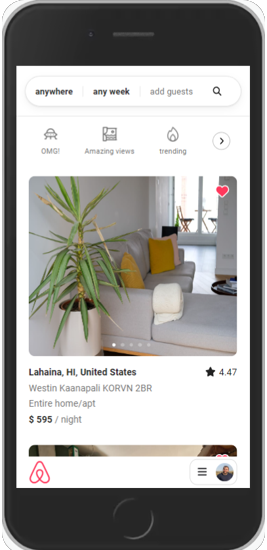 anywhere any week add guests
OMG! Amazing views trending
Lahaina, HI, United States 4.47
Westin Kaanapali KORVN 2BR
Entire home/apt
$ 595 / night